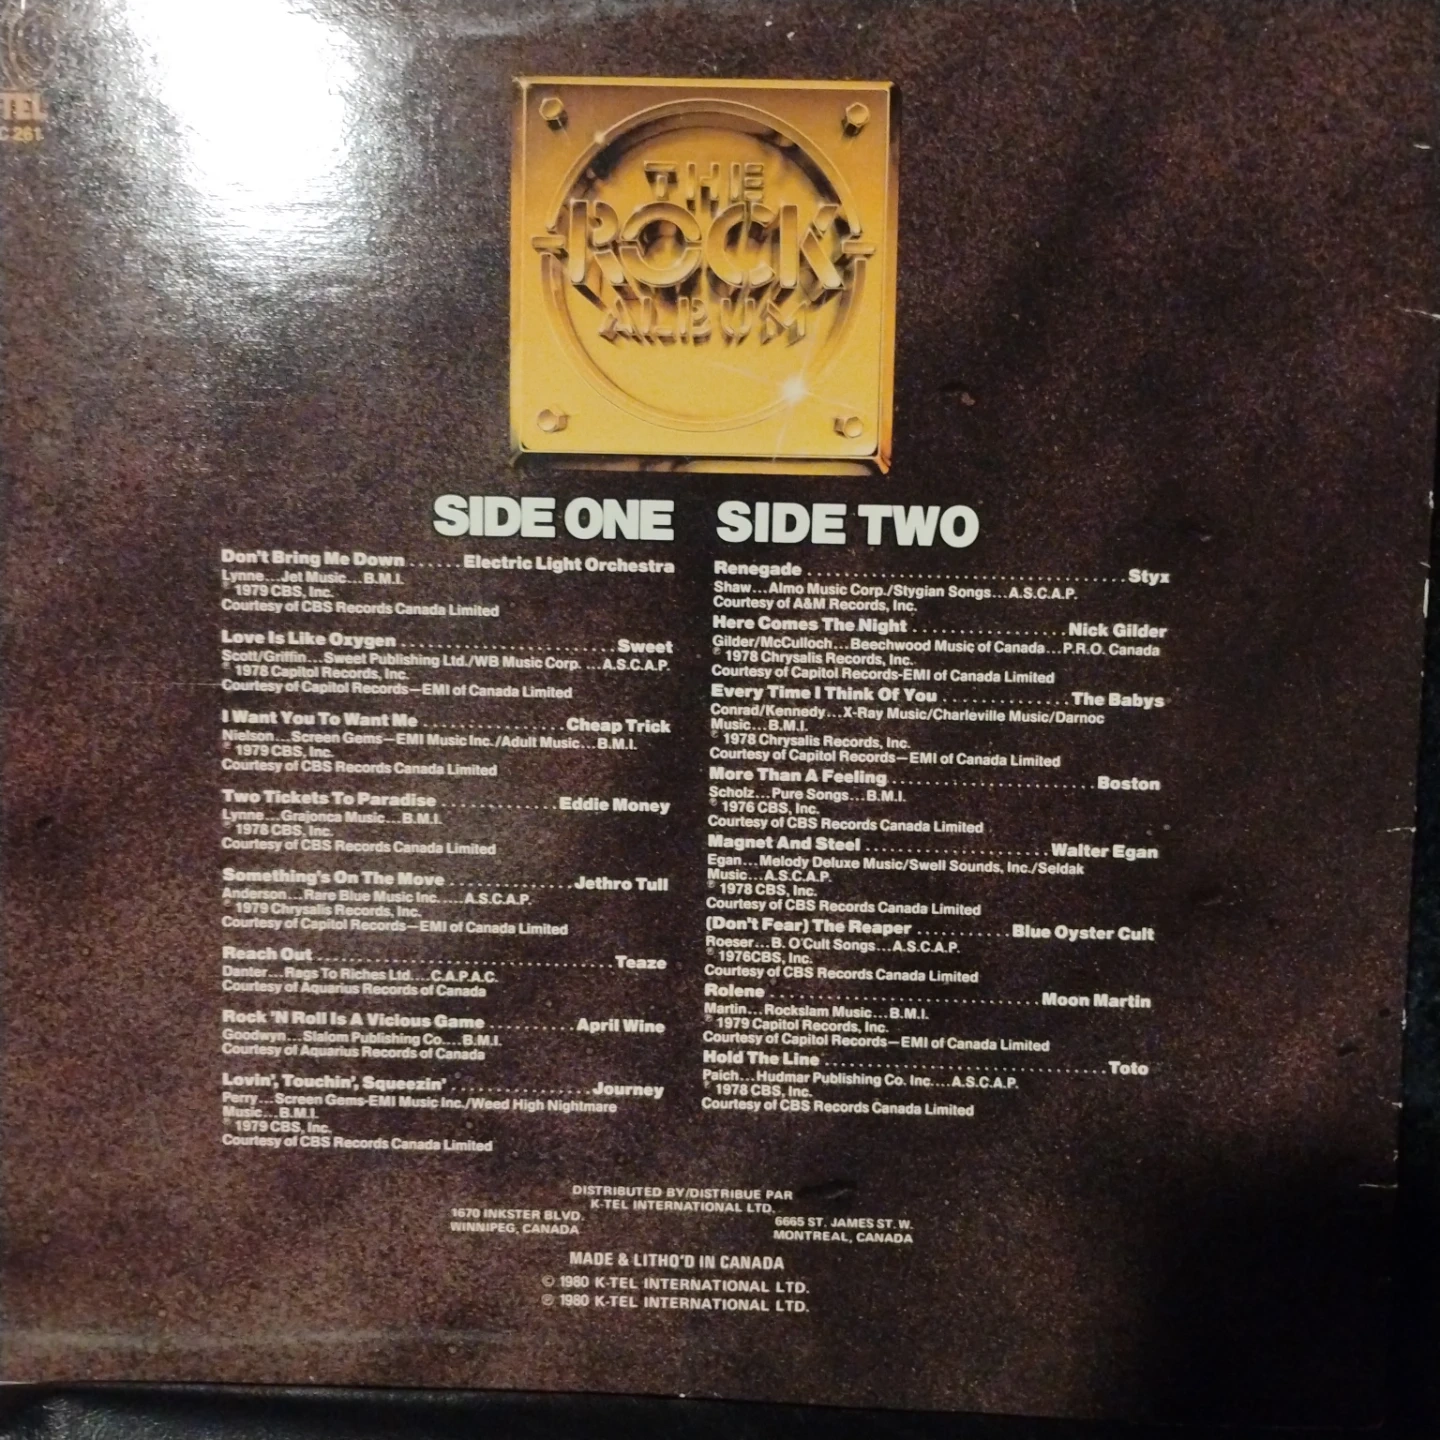 TEL
C 261
THE
ROCK
ALBUM
SIDE ONE
Don't Bring Me Down ...... Electric Light Orchestra
Lynne...Jet Music...B.M.I.
1979 CBS, Inc.
Courtesy of CBS Records Canada Limited
Love Is Like Oxygen ...................... Sweet
Scott/Griffin...Sweet Publishing Ltd./WB Music Corp. ...A.S.C.A.P.
℗ 1978 Capitol Records, Inc.
Courtesy of Capitol Records—EMI of Canada Limited
I Want You To Want Me ............... Cheap Trick
Nielson...Screen Gems—EMI Music Inc./Adult Music...B.M.I.
℗ 1979 CBS, Inc.
Courtesy of CBS Records Canada Limited
Two Tickets To Paradise ............ Eddie Money
Lynne...Grajonca Music...B.M.I.
℗ 1978 CBS, Inc.
Courtesy of CBS Records Canada Limited
Something's On The Move ............. Jethro Tull
Anderson...Rare Blue Music Inc.....A.S.C.A.P.
℗ 1979 Chrysalis Records, Inc.
Courtesy of Capitol Records—EMI of Canada Limited
Reach Out ............................... Teaze
Danter...Rags To Riches Ltd....C.A.P.A.C.
Courtesy of Aquarius Records of Canada
Rock 'N Roll Is A Vicious Game .......... April Wine
Goodwyn...Slalom Publishing Co....B.M.I.
Courtesy of Aquarius Records of Canada
Lovin', Touchin', Squeezin' ............... Journey
Perry...Screen Gems-EMI Music Inc./Weed High Nightmare
Music...B.M.I.
℗ 1979 CBS, Inc.
Courtesy of CBS Records Canada Limited
SIDE TWO
Renegade .................................. Styx
Shaw...Almo Music Corp./Stygian Songs...A.S.C.A.P.
Courtesy of A&M Records, Inc.
Here Comes The Night ................. Nick Gilder
Gilder/McCulloch...Beechwood Music of Canada...P.R.O. Canada
℗ 1978 Chrysalis Records, Inc.
Courtesy of Capitol Records-EMI of Canada Limited
Every Time I Think Of You .............. The Babys
Conrad/Kennedy...X-Ray Music/Charleville Music/Darnoc
Music...B.M.I.
℗ 1978 Chrysalis Records, Inc.
Courtesy of Capitol Records—EMI of Canada Limited
More Than A Feeling ...................... Boston
Scholz...Pure Songs...B.M.I.
℗ 1976 CBS, Inc.
Courtesy of CBS Records Canada Limited
Magnet And Steel .................... Walter Egan
Egan...Melody Deluxe Music/Swell Sounds, Inc./Seldak
Music...A.S.C.A.P.
℗ 1978 CBS, Inc.
Courtesy of CBS Records Canada Limited
(Don't Fear) The Reaper ........... Blue Oyster Cult
Roeser...B. O'Cult Songs...A.S.C.A.P.
℗ 1976CBS, Inc.
Courtesy of CBS Records Canada Limited
Rolene ............................. Moon Martin
Martin...Rockslam Music...B.M.I.
℗ 1979 Capitol Records, Inc.
Courtesy of Capitol Records—EMI of Canada Limited
Hold The Line ................................ Toto
Paich...Hudmar Publishing Co. Inc....A.S.C.A.P.
℗ 1978 CBS, Inc.
Courtesy of CBS Records Canada Limited
DISTRIBUTED BY/DISTRIBUE PAR
K-TEL INTERNATIONAL LTD.
1670 INKSTER BLVD.
WINNIPEG, CANADA
6665 ST. JAMES ST. W.
MONTREAL, CANADA
MADE & LITHO'D IN CANADA
© 1980 K-TEL INTERNATIONAL LTD.
℗ 1980 K-TEL INTERNATIONAL LTD.